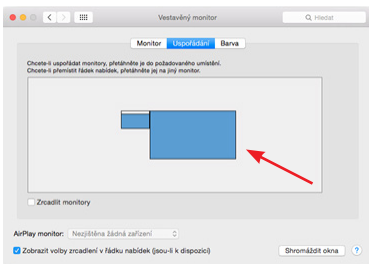 Vestavěný monitor
Hledat
Monitor Uspořádání Barva
Chcete-li uspořádat monitory, přetáhněte je do požadovaného umístění.
Chcete-li přemístit řádek nabídek, přetáhněte jej na jiný monitor.
Zrcadlit monitory
AirPlay monitor: Nezjištěna žádná zařízení
Zobrazit volby zrcadlení v řádku nabídek (jsou-li k dispozici)
Shromáždit okna
?